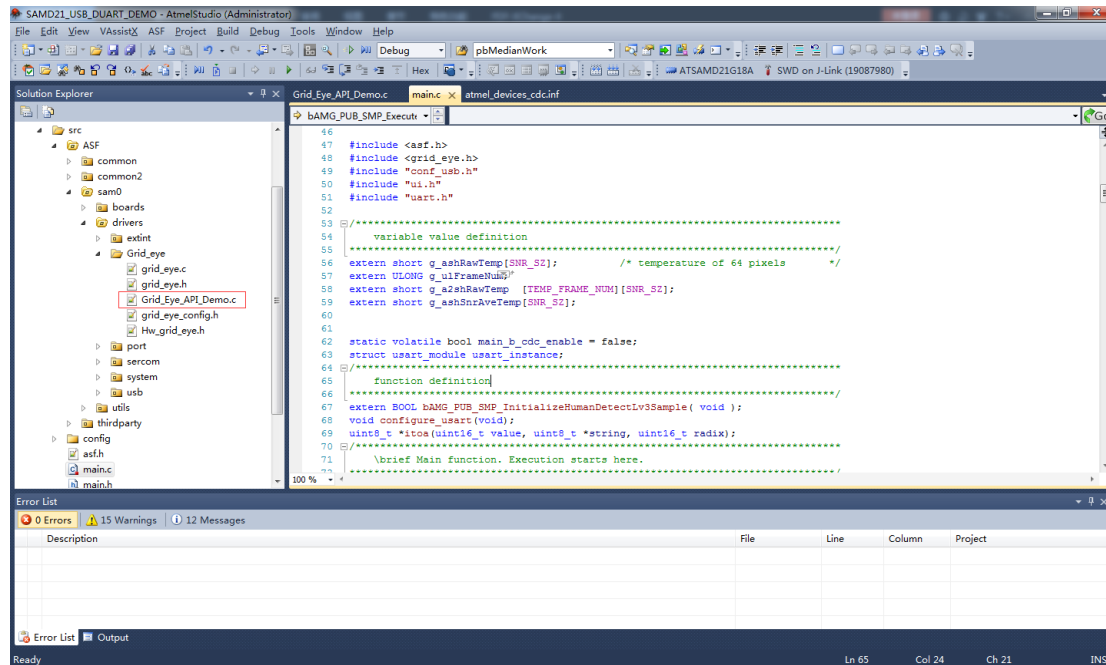 SAMD21_USB_DUART_DEMO - AtmelStudio (Administrator)
File Edit View VAssistX ASF Project Build Debug Tools Window Help
Debug pbMedianWork
Hex ATSAMD21G18A SWD on J-Link (19087980)
Solution Explorer
src
ASF
common
common2
sam0
boards
drivers
extint
Grid_eye
grid_eye.c
grid_eye.h
Grid_Eye_API_Demo.c
grid_eye_config.h
Hw_grid_eye.h
port
sercom
system
usb
utils
thirdparty
config
asf.h
main.c
main.h
Grid_Eye_API_Demo.c main.c atmel_devices_cdc.inf
bAMG_PUB_SMP_Execute Go
46
47 #include <asf.h>
48 #include <grid_eye.h>
49 #include "conf_usb.h"
50 #include "ui.h"
51 #include "uart.h"
52
53 /*******************************************************************************
54 variable value definition
55 *******************************************************************************/
56 extern short g_ashRawTemp[SNR_SZ]; /* temperature of 64 pixels */
57 extern ULONG g_ulFrameNum;
58 extern short g_a2shRawTemp [TEMP_FRAME_NUM][SNR_SZ];
59 extern short g_ashSnrAveTemp[SNR_SZ];
60
61
62 static volatile bool main_b_cdc_enable = false;
63 struct usart_module usart_instance;
64 /*******************************************************************************
65 function definition
66 *******************************************************************************/
67 extern BOOL bAMG_PUB_SMP_InitializeHumanDetectLv3Sample( void );
68 void configure_usart(void);
69 uint8_t *itoa(uint16_t value, uint8_t *string, uint16_t radix);
70 /*******************************************************************************
71 \brief Main function. Execution starts here.
72 *******************************************************************************/
100 %
Error List
0 Errors 15 Warnings 12 Messages
Description File Line Column Project
Error List Output
Ready Ln 65 Col 24 Ch 21 INS